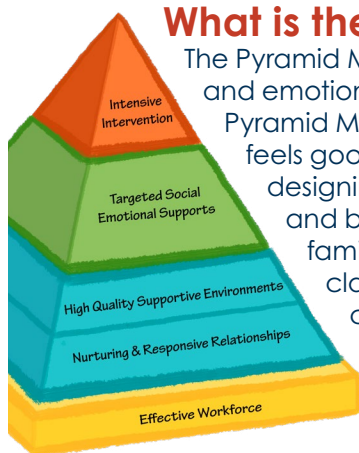 What is the
The Pyramid M
and emotion
Pyramid M
feels goo
designi
and b
fami
cla
Intensive
Intervention
Targeted Social
Emotional Supports
High Quality Supportive Environments
Nurturing & Responsive Relationships
Effective Workforce